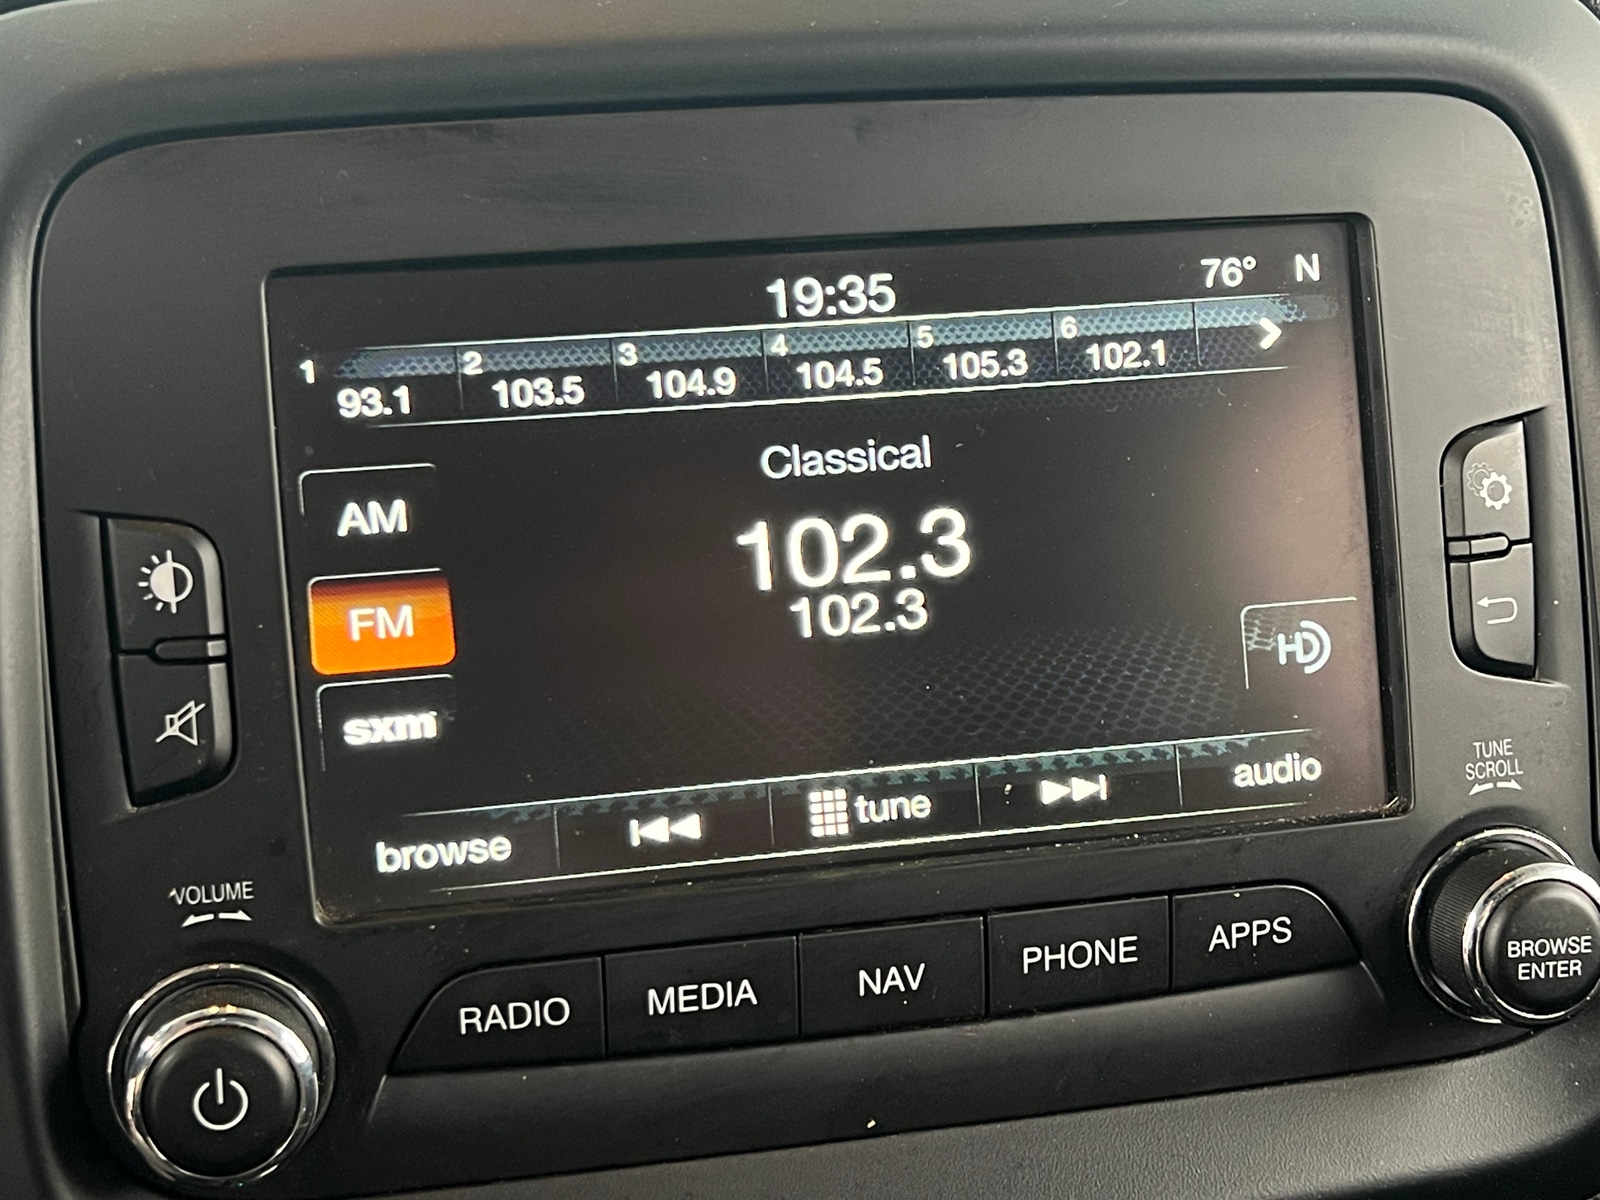 19:35 76° N
1 2 3 4 5 6
93.1 103.5 104.9 104.5 105.3 102.1
Classical
AM
102.3
FM
102.3
HD
sxm
browse tune audio
VOLUME
TUNE
SCROLL
RADIO MEDIA NAV PHONE APPS
BROWSE
ENTER